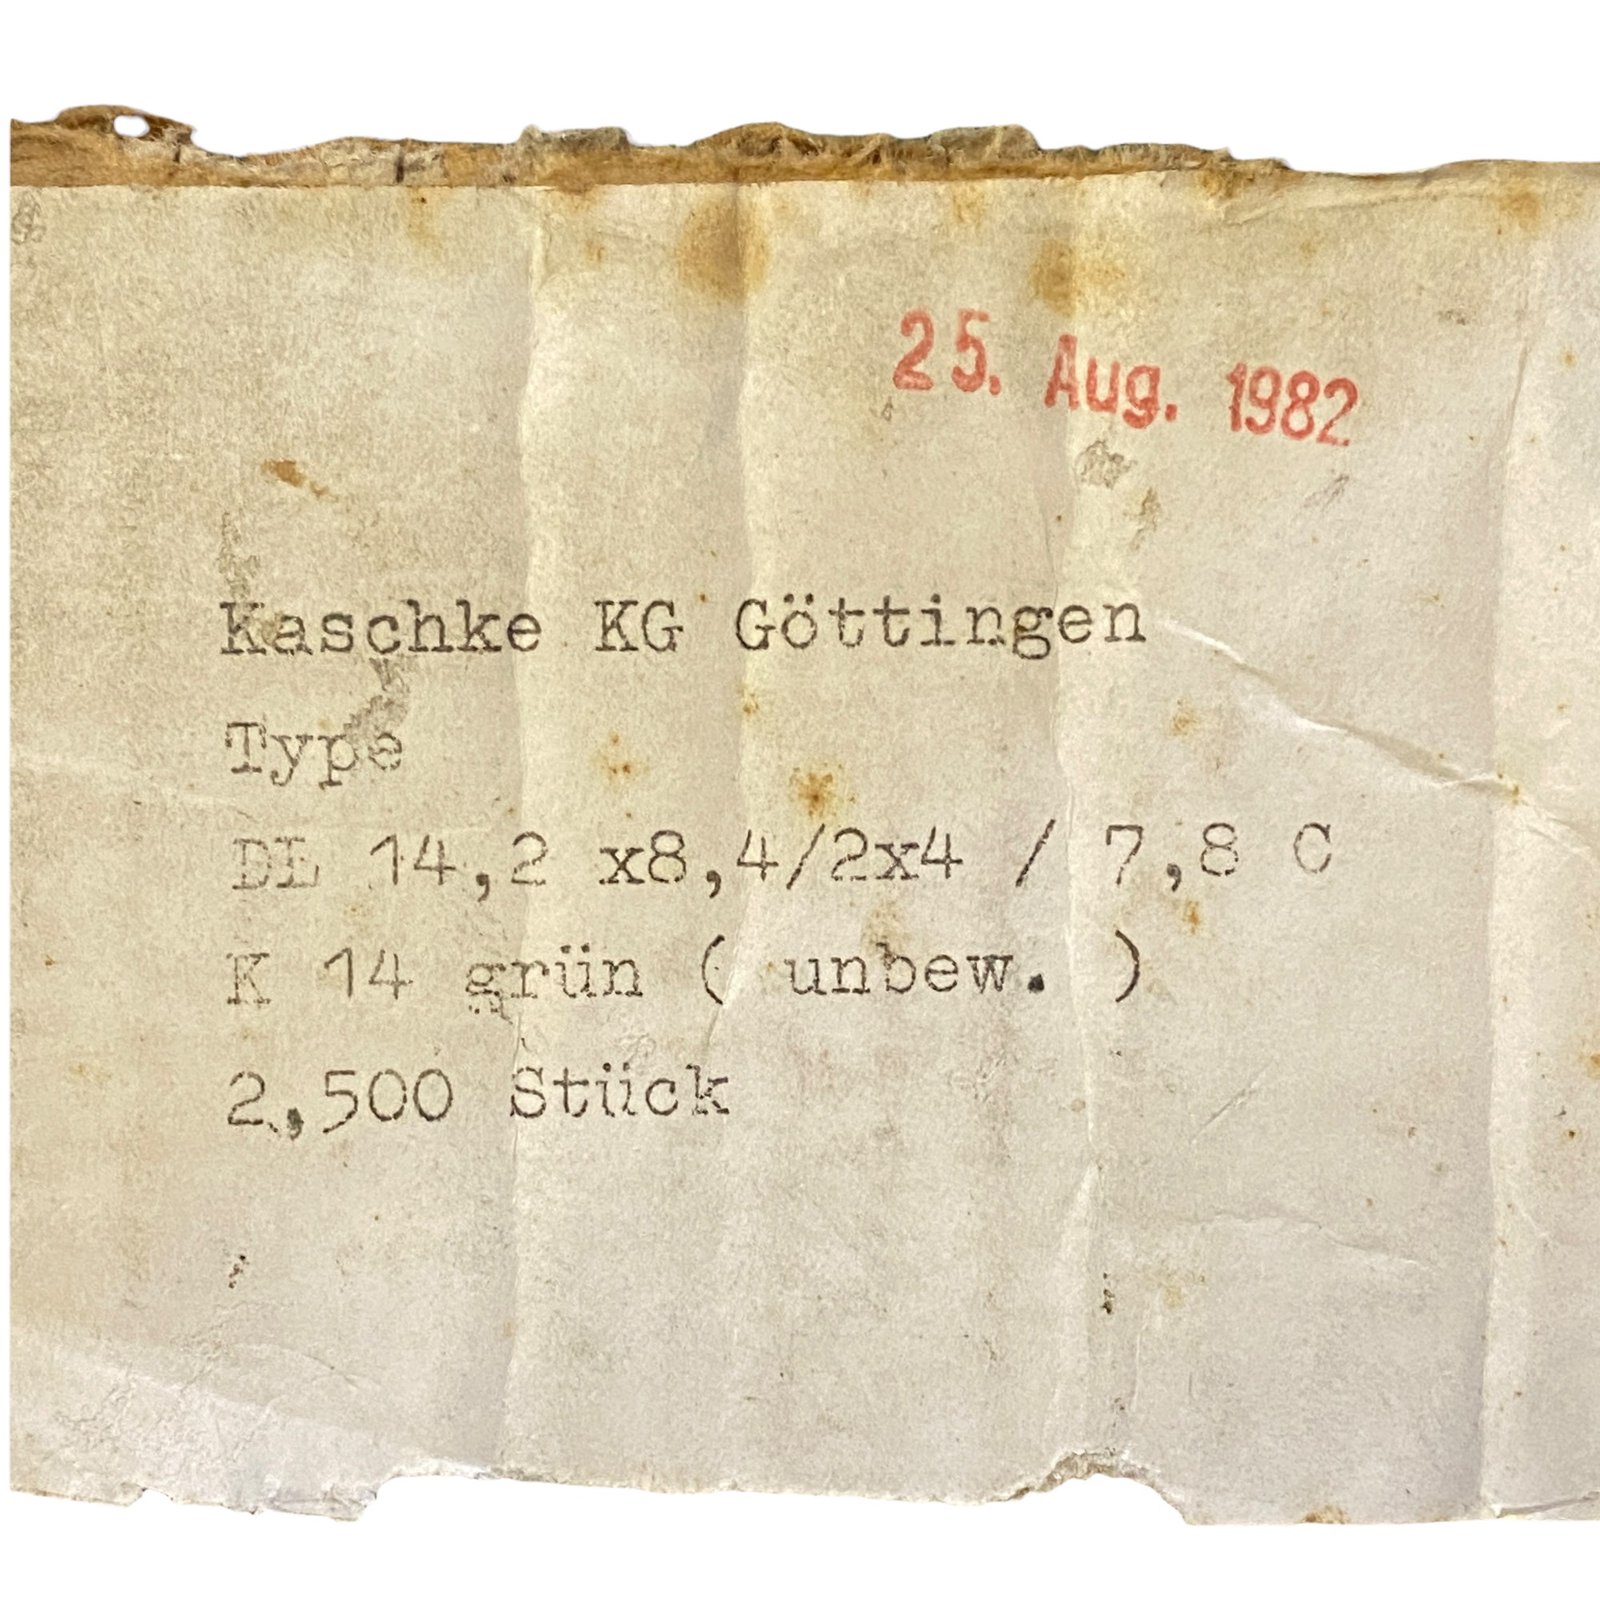 25. Aug. 1982
Kaschke KG Göttingen
Type
DL 14,2 x8,4/2x4 / 7,8 C
K 14 grün ( unbew. )
2,500 Stück